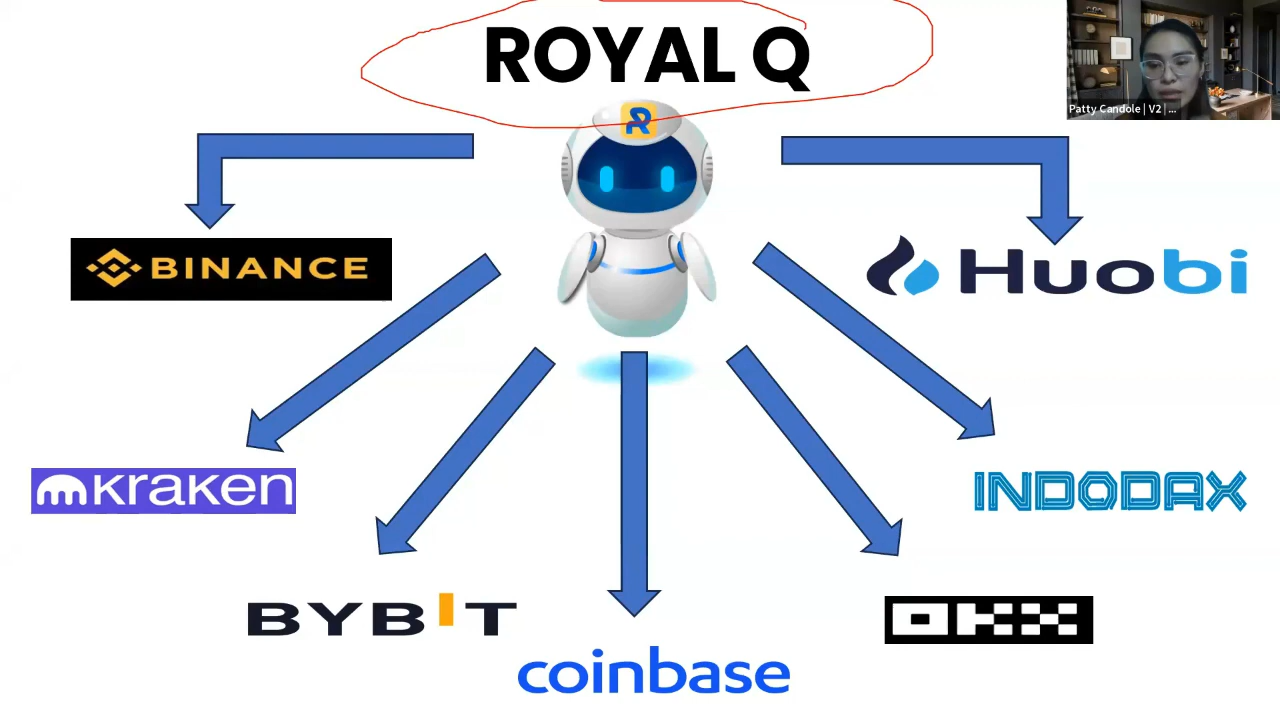 ROYAL Q
Patty Candole | V2 | ...
BINANCE
Huobi
kraken
INDODAX
BYBIT
OKX
coinbase